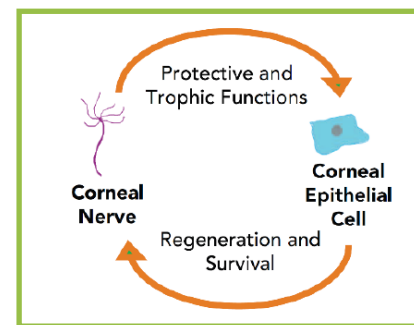 Protective and
Trophic Functions
Corneal
Nerve
Corneal
Epithelial
Cell
Regeneration and
Survival